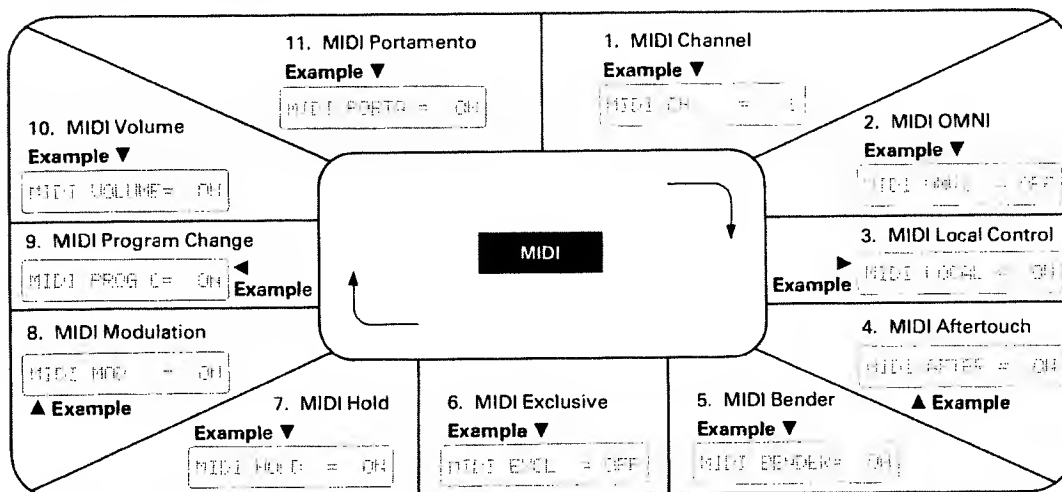 11. MIDI Portamento
Example ▼
MIDI PORTA = ON
1. MIDI Channel
Example ▼
MIDI CH = 1
10. MIDI Volume
Example ▼
MIDI VOLUME= ON
2. MIDI OMNI
Example ▼
MIDI OMNI = OFF
9. MIDI Program Change
MIDI PROG C= ON
◀ Example
MIDI
3. MIDI Local Control
▶ Example
MIDI LOCAL = ON
8. MIDI Modulation
MIDI MOD = ON
▲ Example
4. MIDI Aftertouch
MIDI AFTER = ON
▲ Example
7. MIDI Hold
Example ▼
MIDI HOLD = ON
6. MIDI Exclusive
Example ▼
MIDI EXCL = OFF
5. MIDI Bender
Example ▼
MIDI BENDER= ON